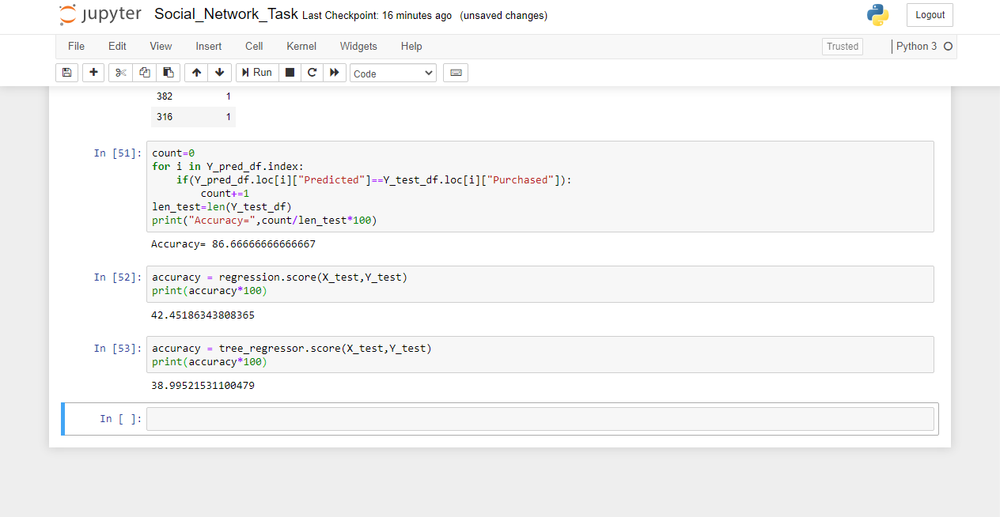 jupyter Social_Network_Task Last Checkpoint: 16 minutes ago (unsaved changes) Logout
File Edit View Insert Cell Kernel Widgets Help Trusted Python 3
Run Code
382 1
316 1
In [51]: count=0
for i in Y_pred_df.index:
    if(Y_pred_df.loc[i]["Predicted"]==Y_test_df.loc[i]["Purchased"]):
        count+=1
len_test=len(Y_test_df)
print("Accuracy=",count/len_test*100)
Accuracy= 86.66666666666667
In [52]: accuracy = regression.score(X_test,Y_test)
print(accuracy*100)
42.45186343808365
In [53]: accuracy = tree_regressor.score(X_test,Y_test)
print(accuracy*100)
38.99521531100479
In [ ]: